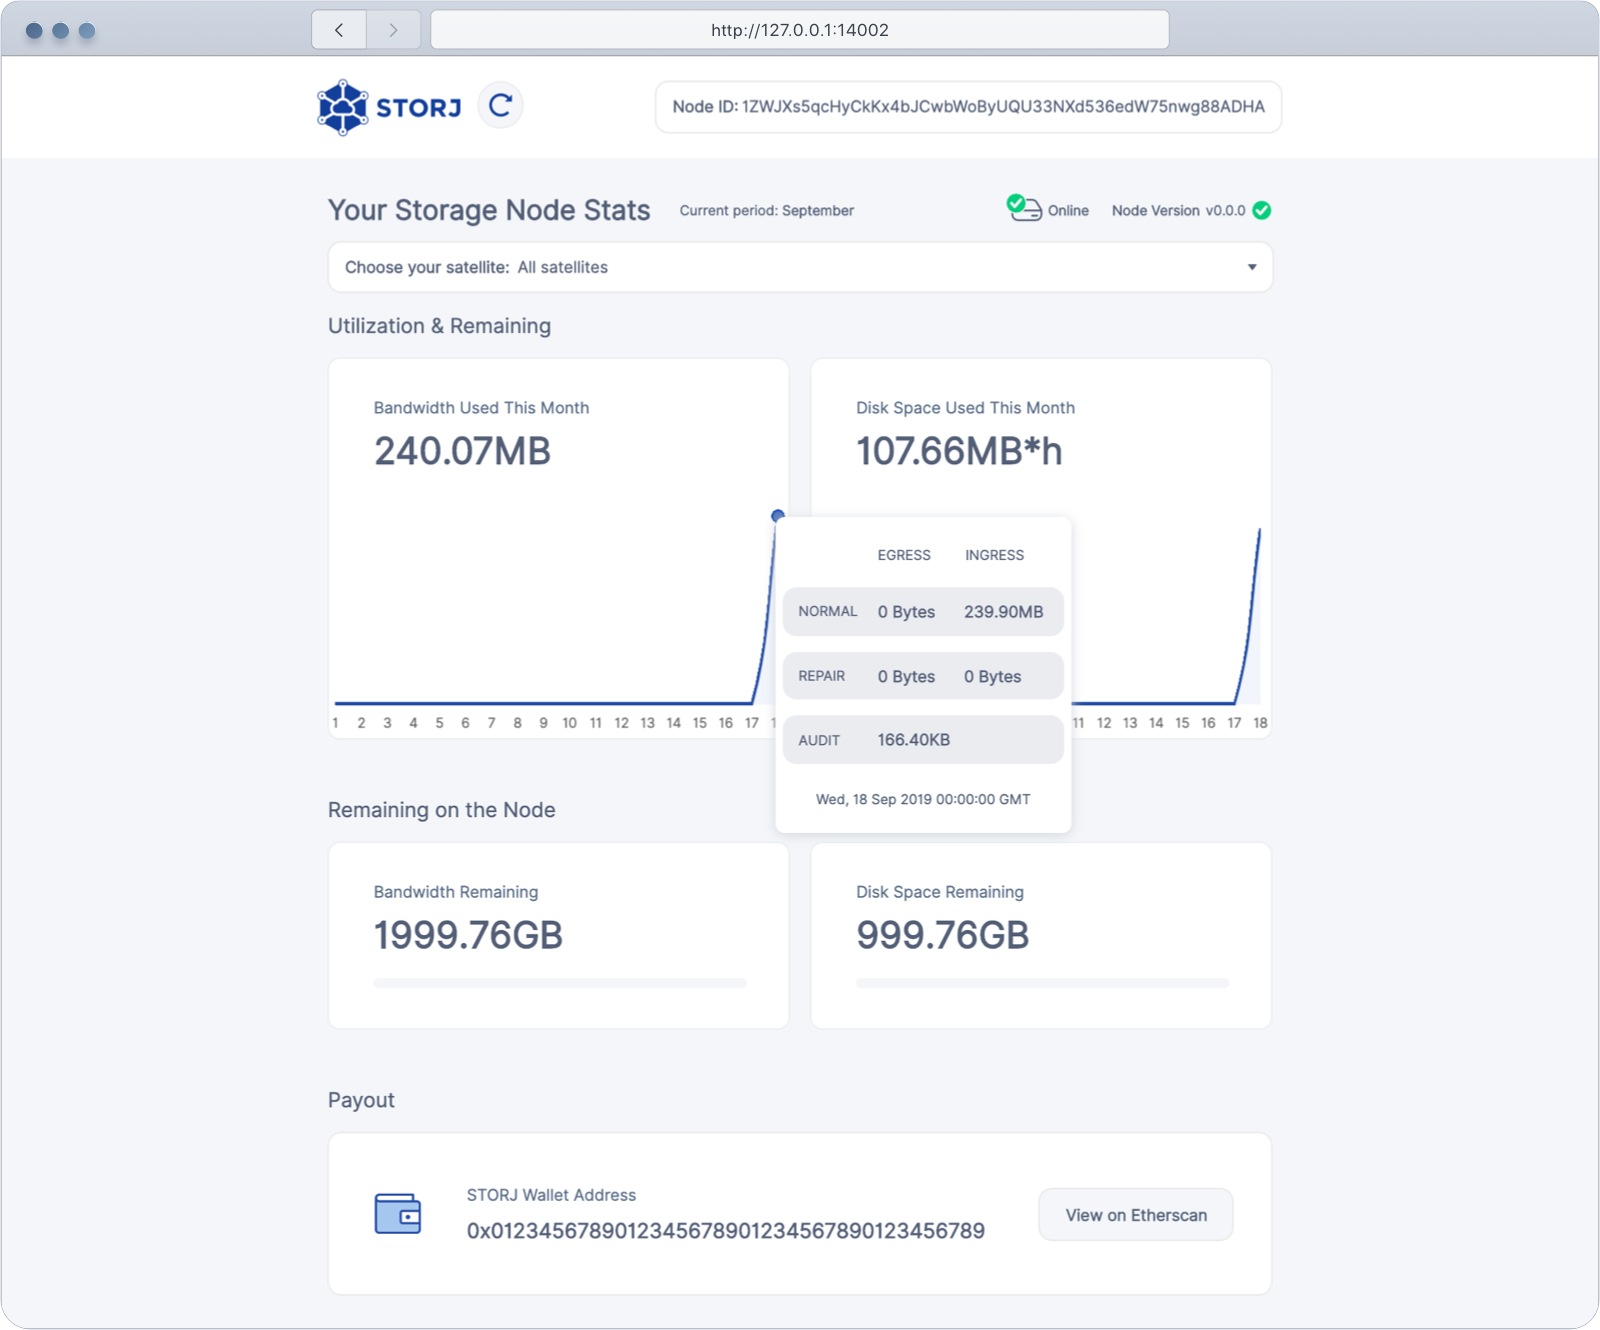 http://127.0.0.1:14002
STORJ
Node ID: 1ZWJXs5qcHyCkKx4bJCwbWoByUQU33NXd536edW75nwg88ADHA
Your Storage Node Stats
Current period: September
Online
Node Version v0.0.0
Choose your satellite: All satellites
Utilization & Remaining
Bandwidth Used This Month
240.07MB
1 2 3 4 5 6 7 8 9 10 11 12 13 14 15 16 17
Disk Space Used This Month
107.66MB*h
11 12 13 14 15 16 17 18
EGRESS INGRESS
NORMAL 0 Bytes 239.90MB
REPAIR 0 Bytes 0 Bytes
AUDIT 166.40KB
Wed, 18 Sep 2019 00:00:00 GMT
Remaining on the Node
Bandwidth Remaining
1999.76GB
Disk Space Remaining
999.76GB
Payout
STORJ Wallet Address
0x0123456789012345678901234567890123456789
View on Etherscan